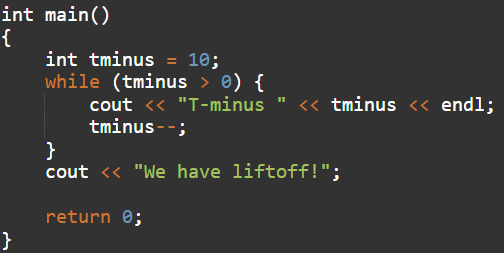 int main()
{
    int tminus = 10;
    while (tminus > 0) {
        cout << "T-minus " << tminus << endl;
        tminus--;
    }
    cout << "We have liftoff!";

    return 0;
}